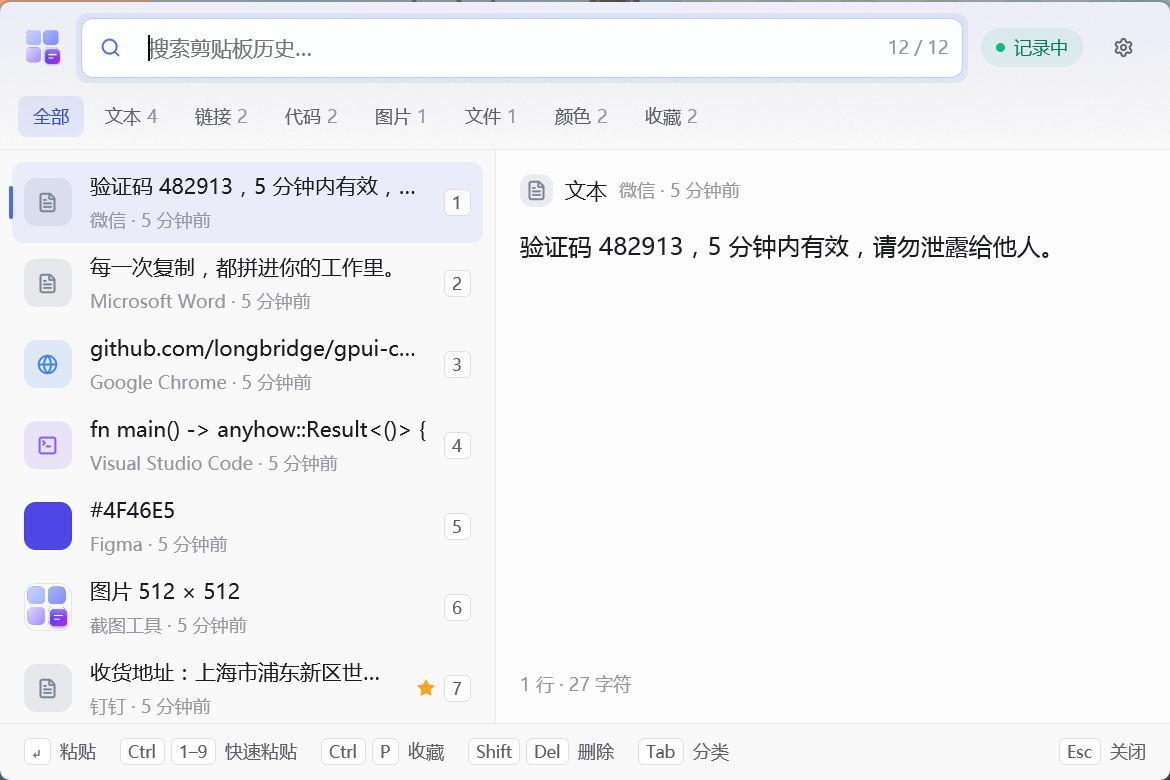 搜索剪贴板历史... 12 / 12 记录中
全部 文本 4 链接 2 代码 2 图片 1 文件 1 颜色 2 收藏 2
验证码 482913，5 分钟内有效，... 1
微信 · 5 分钟前
每一次复制，都拼进你的工作里。 2
Microsoft Word · 5 分钟前
github.com/longbridge/gpui-c... 3
Google Chrome · 5 分钟前
fn main() -> anyhow::Result<()> { 4
Visual Studio Code · 5 分钟前
#4F46E5 5
Figma · 5 分钟前
图片 512 × 512 6
截图工具 · 5 分钟前
收货地址：上海市浦东新区世... 7
钉钉 · 5 分钟前
文本 微信 · 5 分钟前
验证码 482913，5 分钟内有效，请勿泄露给他人。
1 行 · 27 字符
↵ 粘贴 Ctrl 1–9 快速粘贴 Ctrl P 收藏 Shift Del 删除 Tab 分类 Esc 关闭